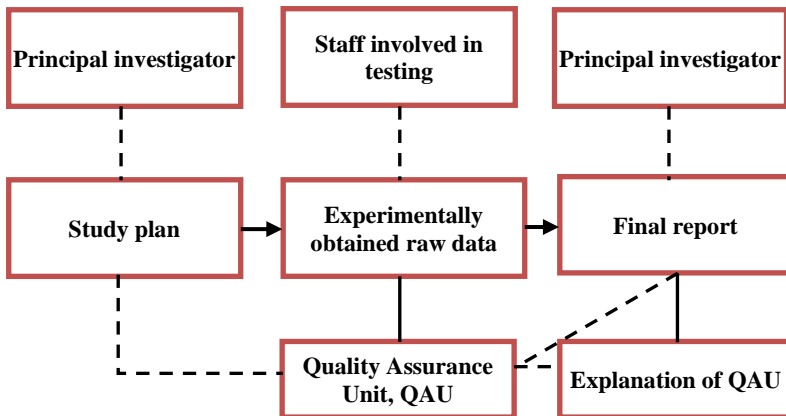 Principal investigator
Staff involved in
testing
Principal investigator
Study plan
Experimentally
obtained raw data
Final report
Quality Assurance
Unit, QAU
Explanation of QAU